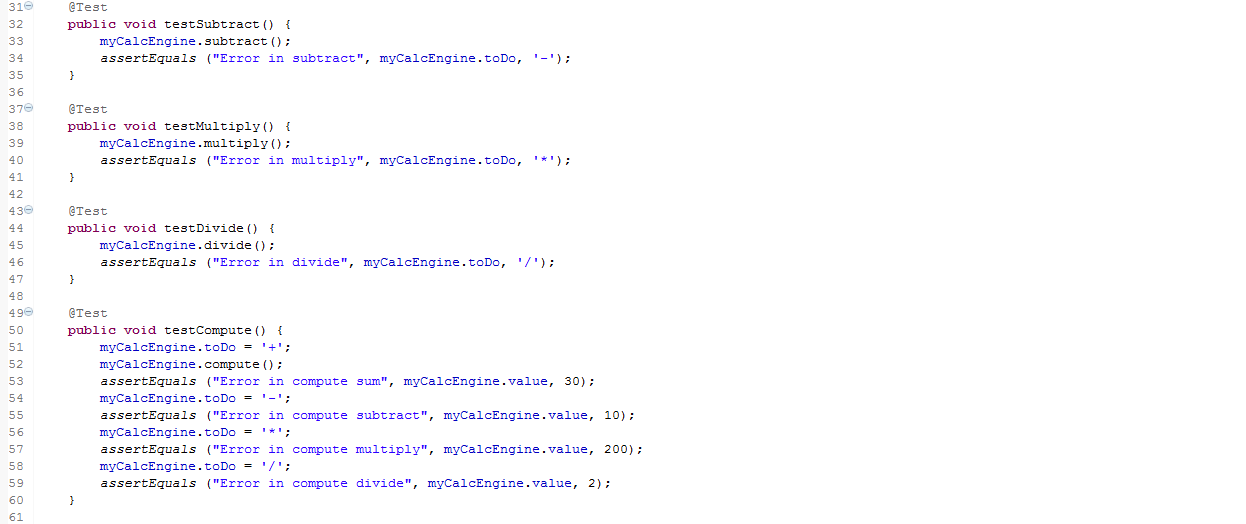 31 @Test
32 public void testSubtract() {
33 myCalcEngine.subtract();
34 assertEquals ("Error in subtract", myCalcEngine.toDo, '-');
35 }
36
37 @Test
38 public void testMultiply() {
39 myCalcEngine.multiply();
40 assertEquals ("Error in multiply", myCalcEngine.toDo, '*');
41 }
42
43 @Test
44 public void testDivide() {
45 myCalcEngine.divide();
46 assertEquals ("Error in divide", myCalcEngine.toDo, '/');
47 }
48
49 @Test
50 public void testCompute() {
51 myCalcEngine.toDo = '+';
52 myCalcEngine.compute();
53 assertEquals ("Error in compute sum", myCalcEngine.value, 30);
54 myCalcEngine.toDo = '-';
55 assertEquals ("Error in compute subtract", myCalcEngine.value, 10);
56 myCalcEngine.toDo = '*';
57 assertEquals ("Error in compute multiply", myCalcEngine.value, 200);
58 myCalcEngine.toDo = '/';
59 assertEquals ("Error in compute divide", myCalcEngine.value, 2);
60 }
61